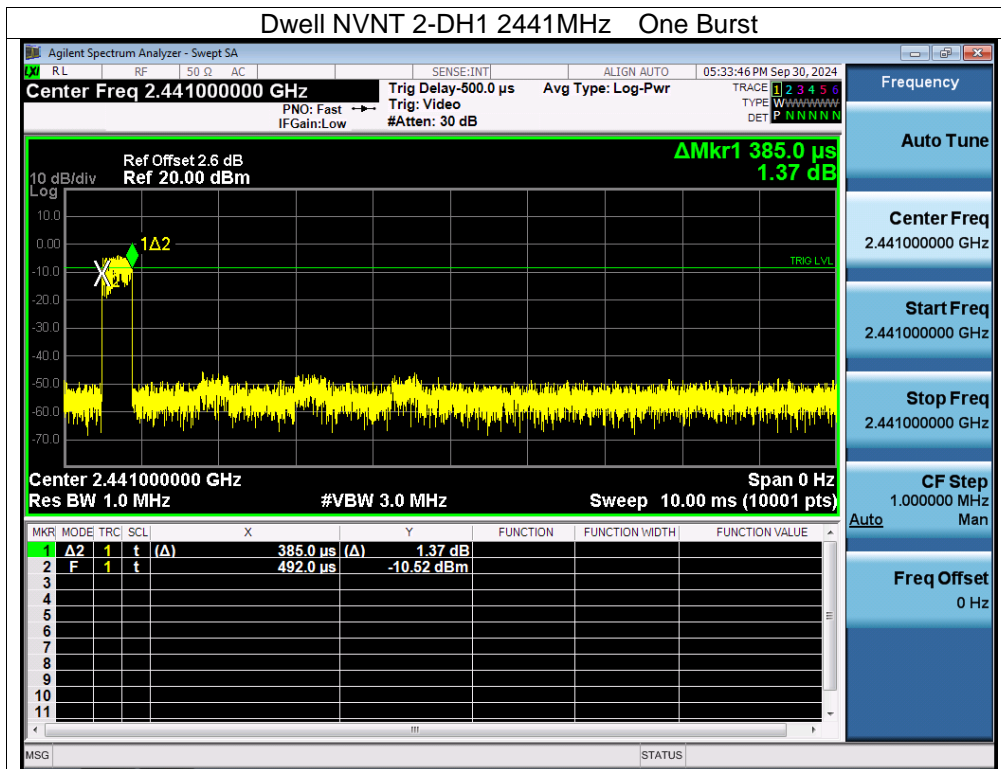 Dwell NVNT 2-DH1 2441MHz One Burst
Agilent Spectrum Analyzer - Swept SA
LXI RL RF 50 Ω AC SENSE:INT ALIGN AUTO 05:33:46 PM Sep 30, 2024
Center Freq 2.441000000 GHz
PNO: Fast
IFGain:Low
Trig Delay-500.0 µs
Trig: Video
#Atten: 30 dB
Avg Type: Log-Pwr
TRACE 1 2 3 4 5 6
TYPE WWWWWWW
DET P N N N N N
ΔMkr1 385.0 µs
1.37 dB
Ref Offset 2.6 dB
10 dB/div Ref 20.00 dBm
Log
10.0
0.00
-10.0
-20.0
-30.0
-40.0
-50.0
-60.0
-70.0
1Δ2
TRIG LVL
Center 2.441000000 GHz Span 0 Hz
Res BW 1.0 MHz #VBW 3.0 MHz Sweep 10.00 ms (10001 pts)
MKR MODE TRC SCL X Y FUNCTION FUNCTION WIDTH FUNCTION VALUE
1 Δ2 1 t (Δ) 385.0 µs (Δ) 1.37 dB
2 F 1 t 492.0 µs -10.52 dBm
3
4
5
6
7
8
9
10
11
MSG STATUS
Frequency
Auto Tune
Center Freq
2.441000000 GHz
Start Freq
2.441000000 GHz
Stop Freq
2.441000000 GHz
CF Step
1.000000 MHz
Auto Man
Freq Offset
0 Hz